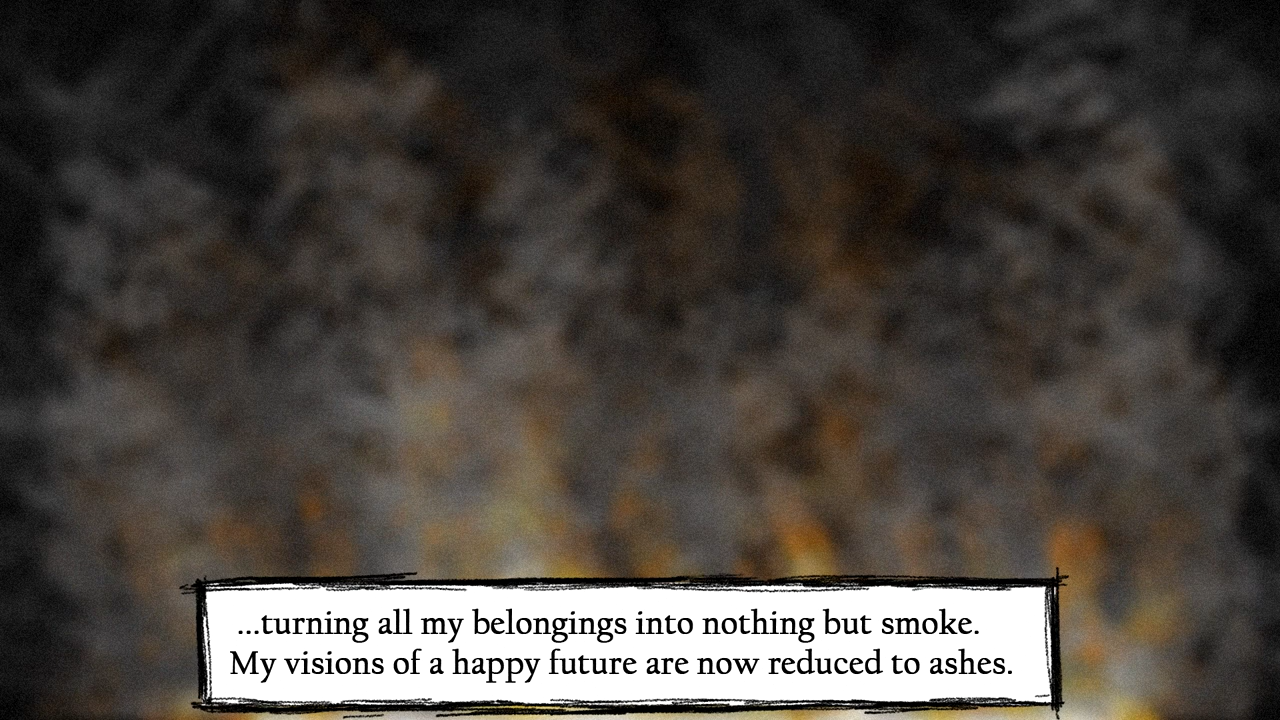 ...turning all my belongings into nothing but smoke.
My visions of a happy future are now reduced to ashes.